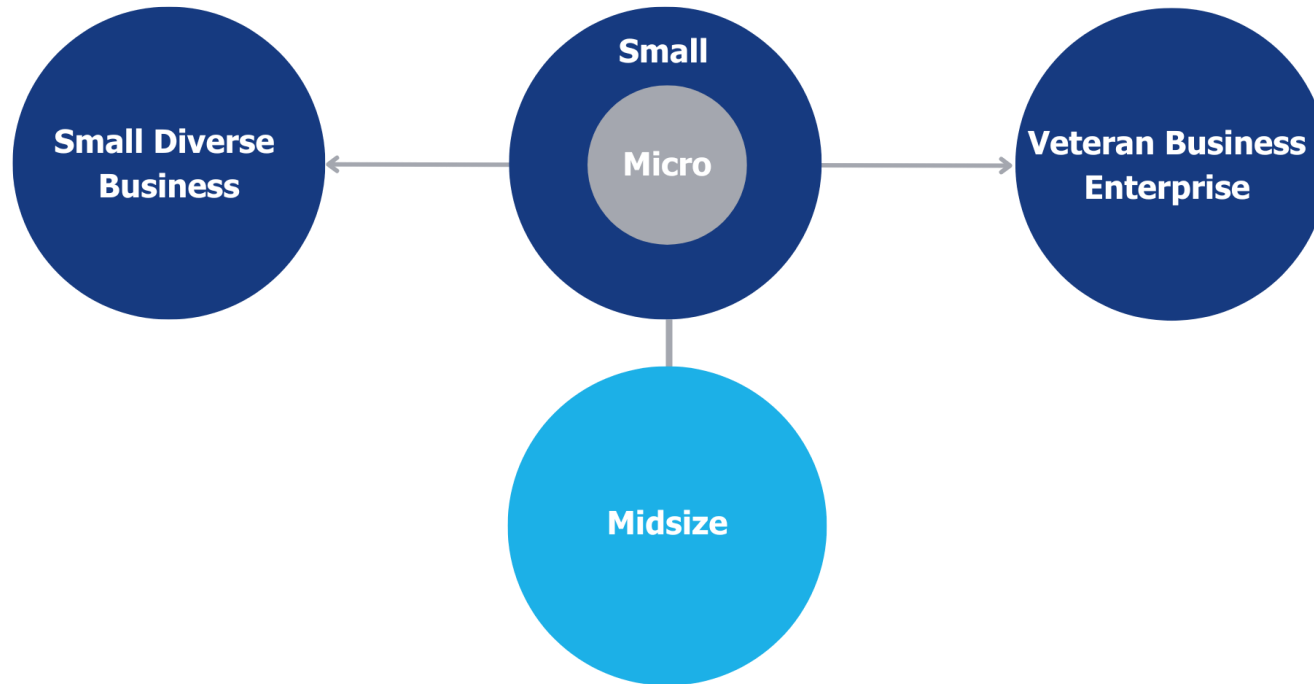 Small
Micro
Small Diverse
Business
Veteran Business
Enterprise
Midsize